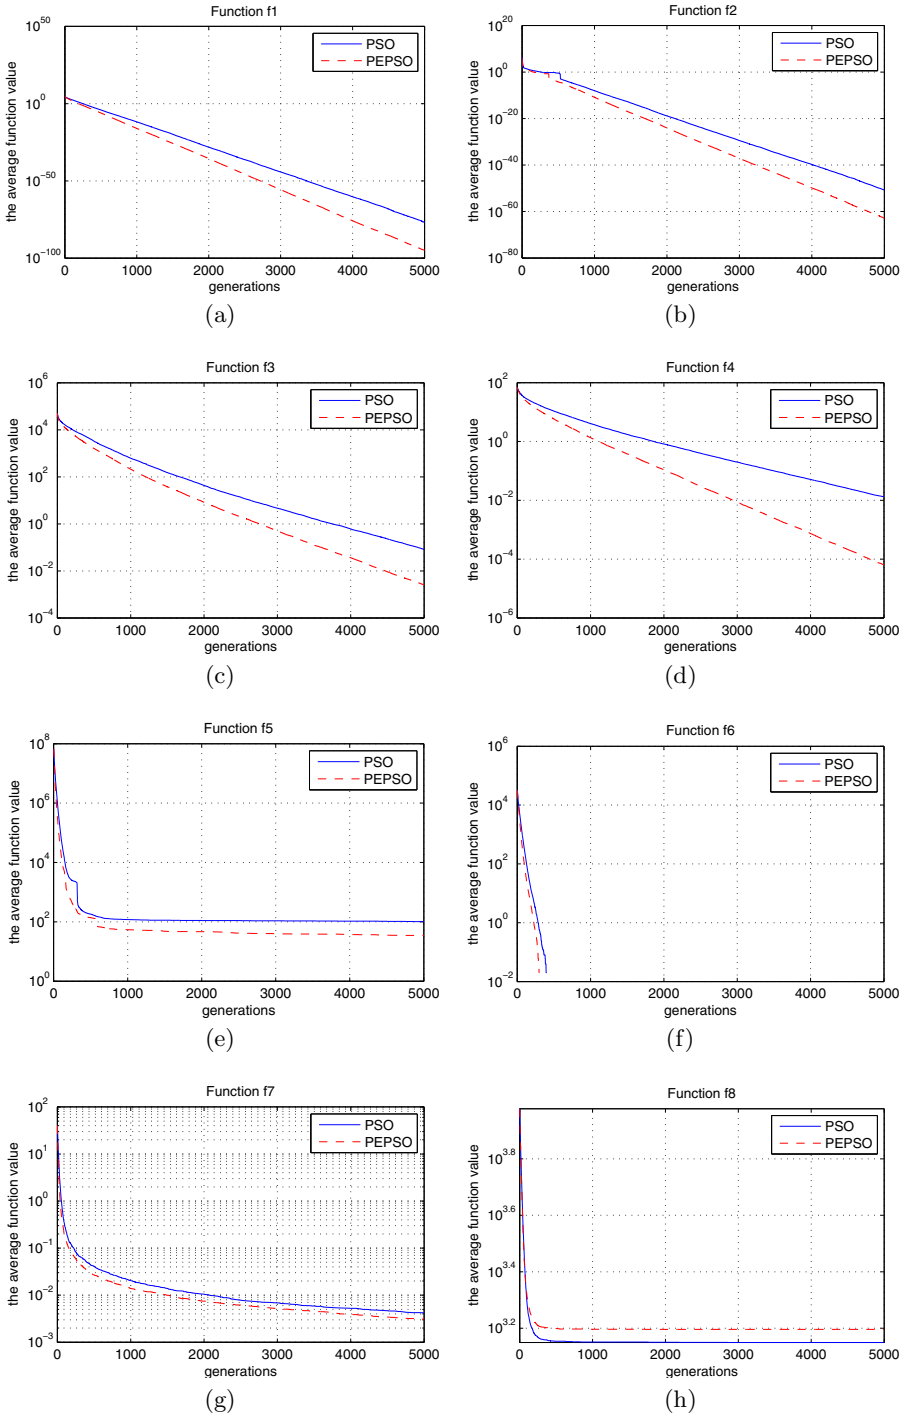 Function f1
the average function value
10^50
10^0
10^−50
10^−100
PSO
PEPSO
0 1000 2000 3000 4000 5000
generations
(a)
Function f2
the average function value
10^20
10^0
10^−20
10^−40
10^−60
10^−80
PSO
PEPSO
0 1000 2000 3000 4000 5000
generations
(b)
Function f3
the average function value
10^6
10^4
10^2
10^0
10^−2
10^−4
PSO
PEPSO
0 1000 2000 3000 4000 5000
generations
(c)
Function f4
the average function value
10^2
10^0
10^−2
10^−4
10^−6
PSO
PEPSO
0 1000 2000 3000 4000 5000
generations
(d)
Function f5
the average function value
10^8
10^6
10^4
10^2
10^0
PSO
PEPSO
0 1000 2000 3000 4000 5000
generations
(e)
Function f6
the average function value
10^6
10^4
10^2
10^0
10^−2
PSO
PEPSO
0 1000 2000 3000 4000 5000
generations
(f)
Function f7
the average function value
10^2
10^1
10^0
10^−1
10^−2
10^−3
PSO
PEPSO
0 1000 2000 3000 4000 5000
generations
(g)
Function f8
the average function value
10^3.8
10^3.6
10^3.4
10^3.2
PSO
PEPSO
0 1000 2000 3000 4000 5000
generations
(h)